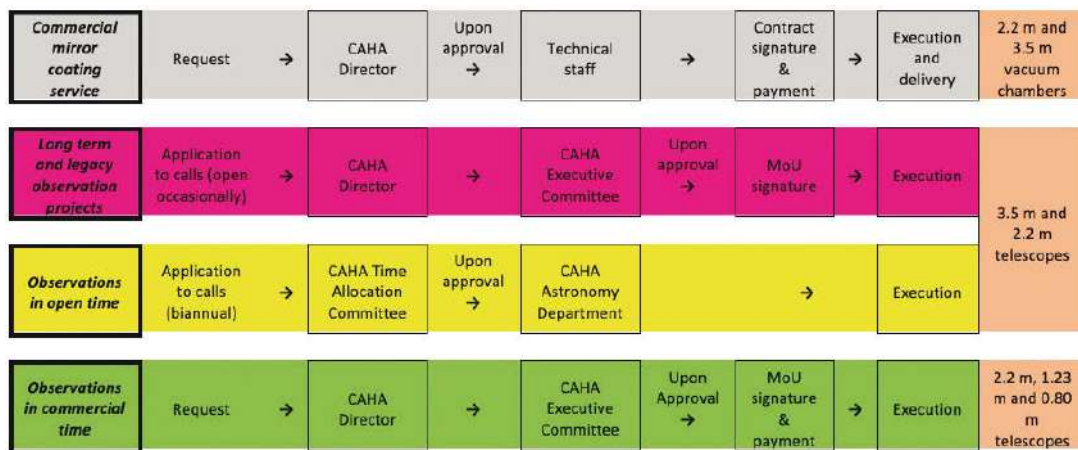 Commercial
mirror
coating
service
Request
→
CAHA
Director
Upon
approval
→
Technical
staff
→
Contract
signature
&
payment
→
Execution
and
delivery
2.2 m and
3.5 m
vacuum
chambers
Long term
and legacy
observation
projects
Application
to calls (open
occasionally)
→
CAHA
Director
→
CAHA
Executive
Committee
Upon
approval
→
MoU
signature
→
Execution
3.5 m and
2.2 m
telescopes
Observations
in open time
Application
to calls
(biannual)
→
CAHA Time
Allocation
Committee
Upon
approval
→
CAHA
Astronomy
Department
→
Execution
Observations
in commercial
time
Request
→
CAHA
Director
→
CAHA
Executive
Committee
Upon
Approval
→
MoU
signature
&
payment
→
Execution
2.2 m, 1.23
m and 0.80
m
telescopes